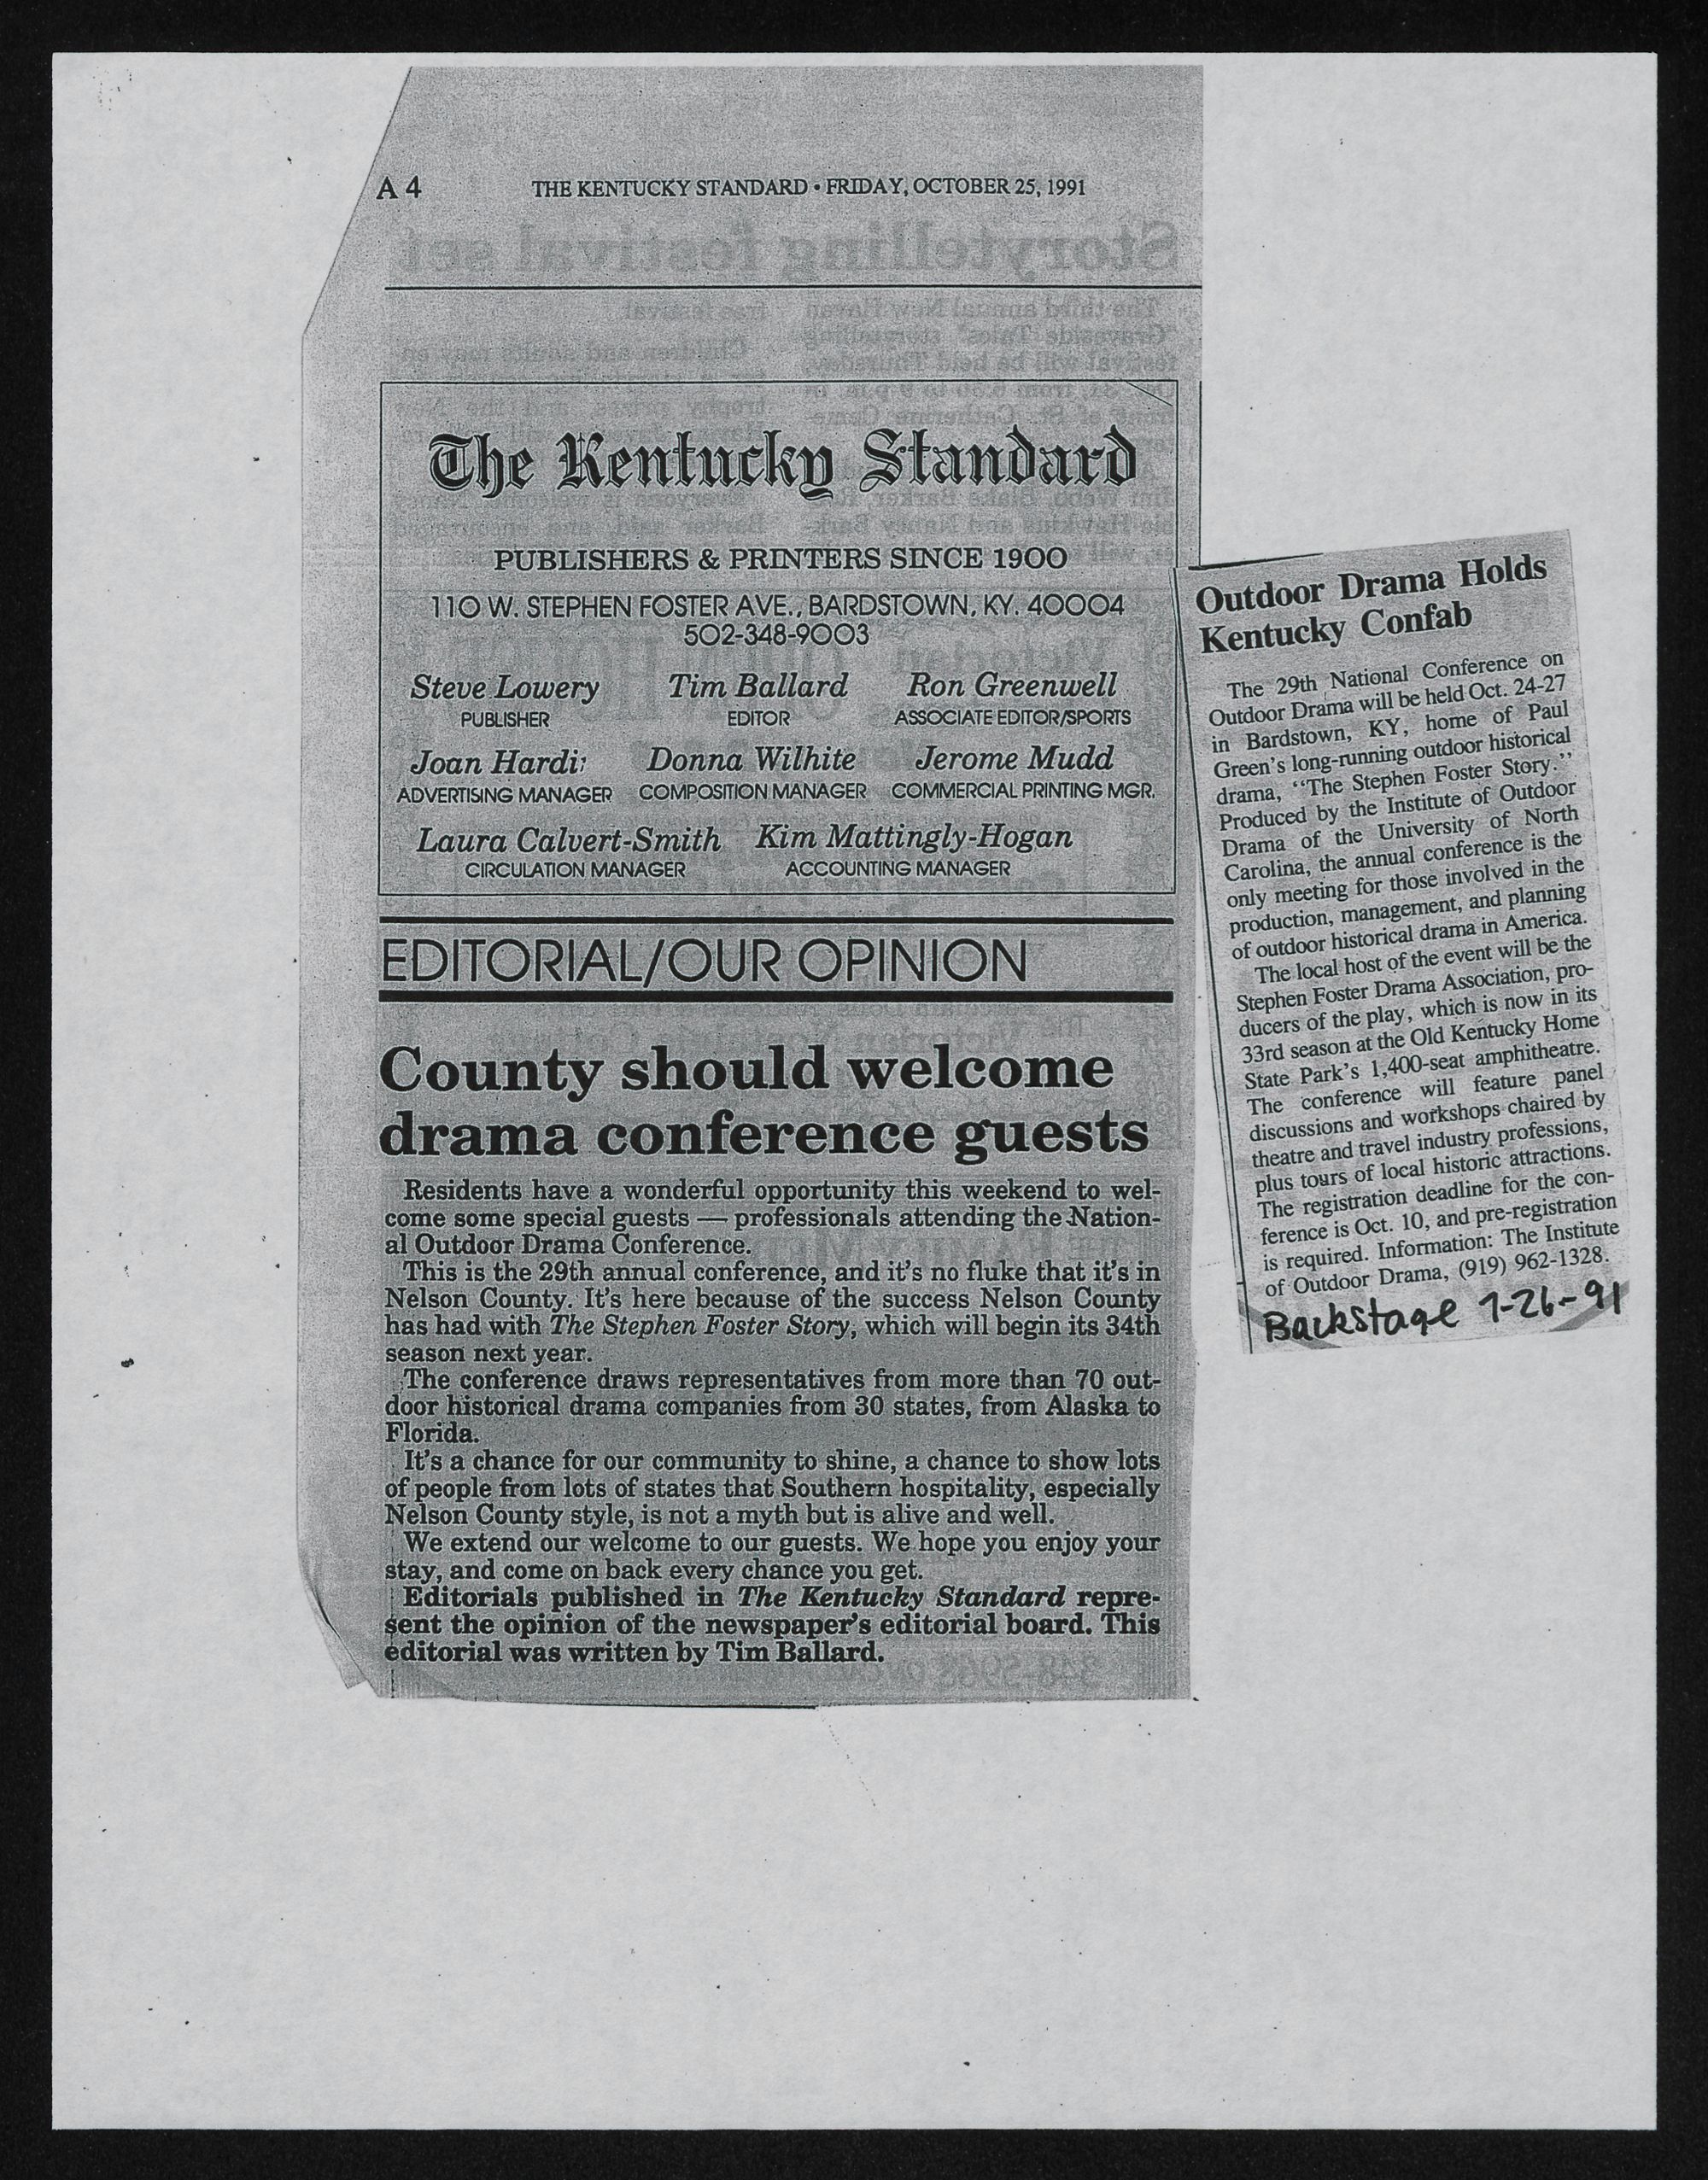 A 4
THE KENTUCKY STANDARD • FRIDAY, OCTOBER 25, 1991
The Kentucky Standard
PUBLISHERS & PRINTERS SINCE 1900
110 W. STEPHEN FOSTER AVE., BARDSTOWN, KY. 40004
502-348-9003
Steve Lowery Tim Ballard Ron Greenwell
PUBLISHER EDITOR ASSOCIATE EDITOR/SPORTS
Joan Donna Wilhite Jerome Mudd
ADVERTISING MANAGER COMPOSITION MANAGER COMMERCIAL PRINTING MGR.
Laura Calvert-Smith Kim Mattingly-Hogan
CIRCULATION MANAGER ACCOUNTING MANAGER
EDITORIAL/OUR OPINION
County should welcome
drama conference guests
Residents have a wonderful opportunity this weekend to wel-
come some special guests — professionals attending the Nation-
al Outdoor Drama Conference.
This is the 29th annual conference, and it's no fluke that it's in
Nelson County. It's here because of the success Nelson County
has had with The Stephen Foster Story, which will begin its 34th
season next year.
The conference draws representatives from more than 70 out-
door historical drama companies from 30 states, from Alaska to
Florida.
It's a chance for our community to shine, a chance to show lots
of people from lots of states that Southern hospitality, especially
Nelson County style, is not a myth but is alive and well.
We extend our welcome to our guests. We hope you enjoy your
stay, and come on back every chance you get.
Editorials published in The Kentucky Standard repre-
sent the opinion of the newspaper's editorial board. This
editorial was written by Tim Ballard.
Outdoor Drama Holds
Kentucky Confab
The 29th National Conference on
Outdoor Drama will be held Oct. 24-27
in Bardstown, KY, home of Paul
Green's long-running outdoor historical
drama, "The Stephen Foster Story."
Produced by the Institute of Outdoor
Drama of the University of North
Carolina, the annual conference is the
only meeting for those involved in the
production, management, and planning
of outdoor historical drama in America.
The local host of the event will be the
Stephen Foster Drama Association, pro-
ducers of the play, which is now in its
33rd season at the Old Kentucky Home
State Park's 1,400-seat amphitheatre.
The conference will feature panel
discussions and workshops chaired by
theatre and travel industry professions,
plus tours of local historic attractions.
The registration deadline for the con-
ference is Oct. 10, and pre-registration
is required. Information: The Institute
of Outdoor Drama, (919) 962-1328.
Backstage 7-26-91